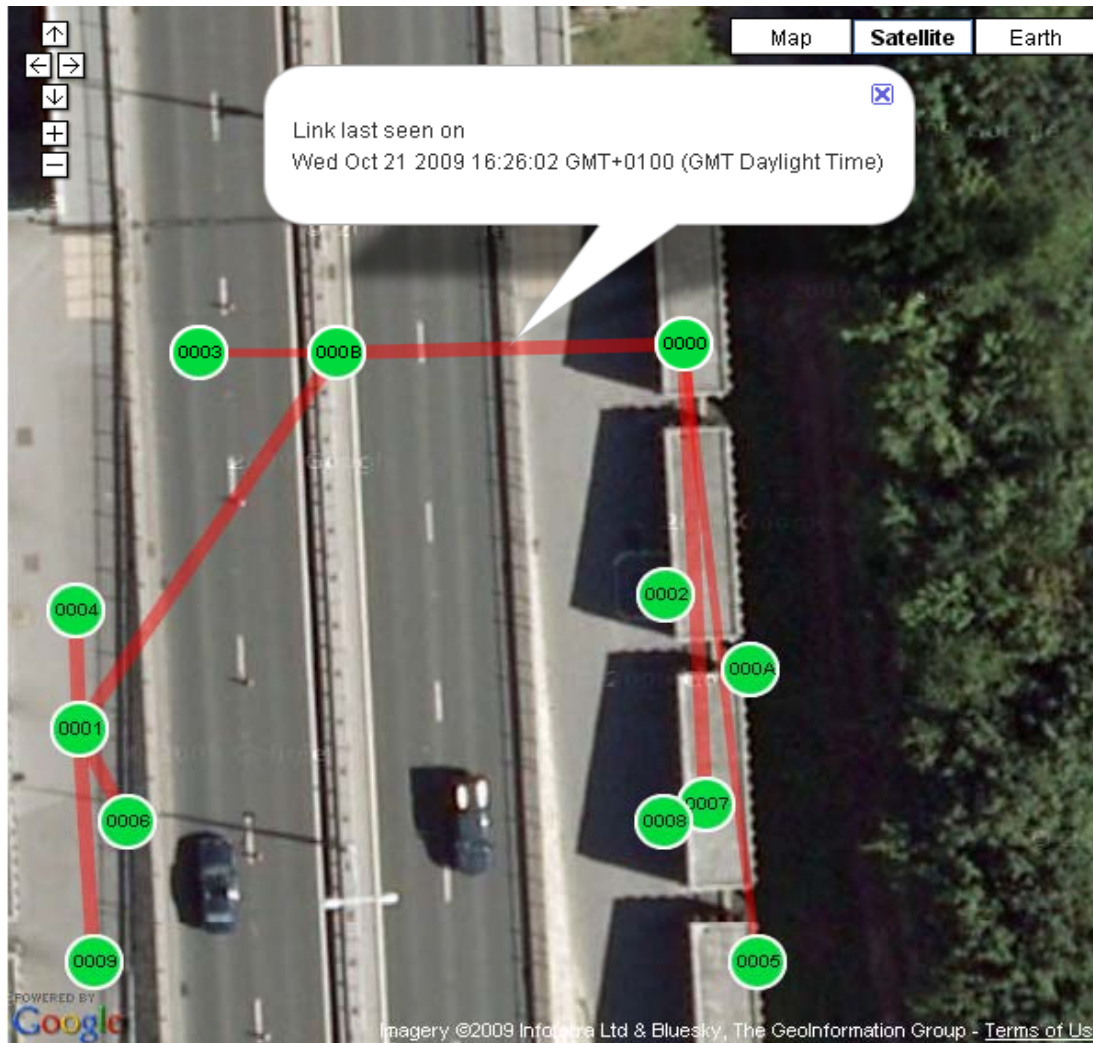 Map
Satellite
Earth
Link last seen on
Wed Oct 21 2009 16:26:02 GMT+0100 (GMT Daylight Time)
0003
000B
0000
0004
0002
000A
0001
0007
0006
0008
0009
0005
POWERED BY
Google
Imagery ©2009 Infoterra Ltd & Bluesky, The GeoInformation Group - Terms of Us